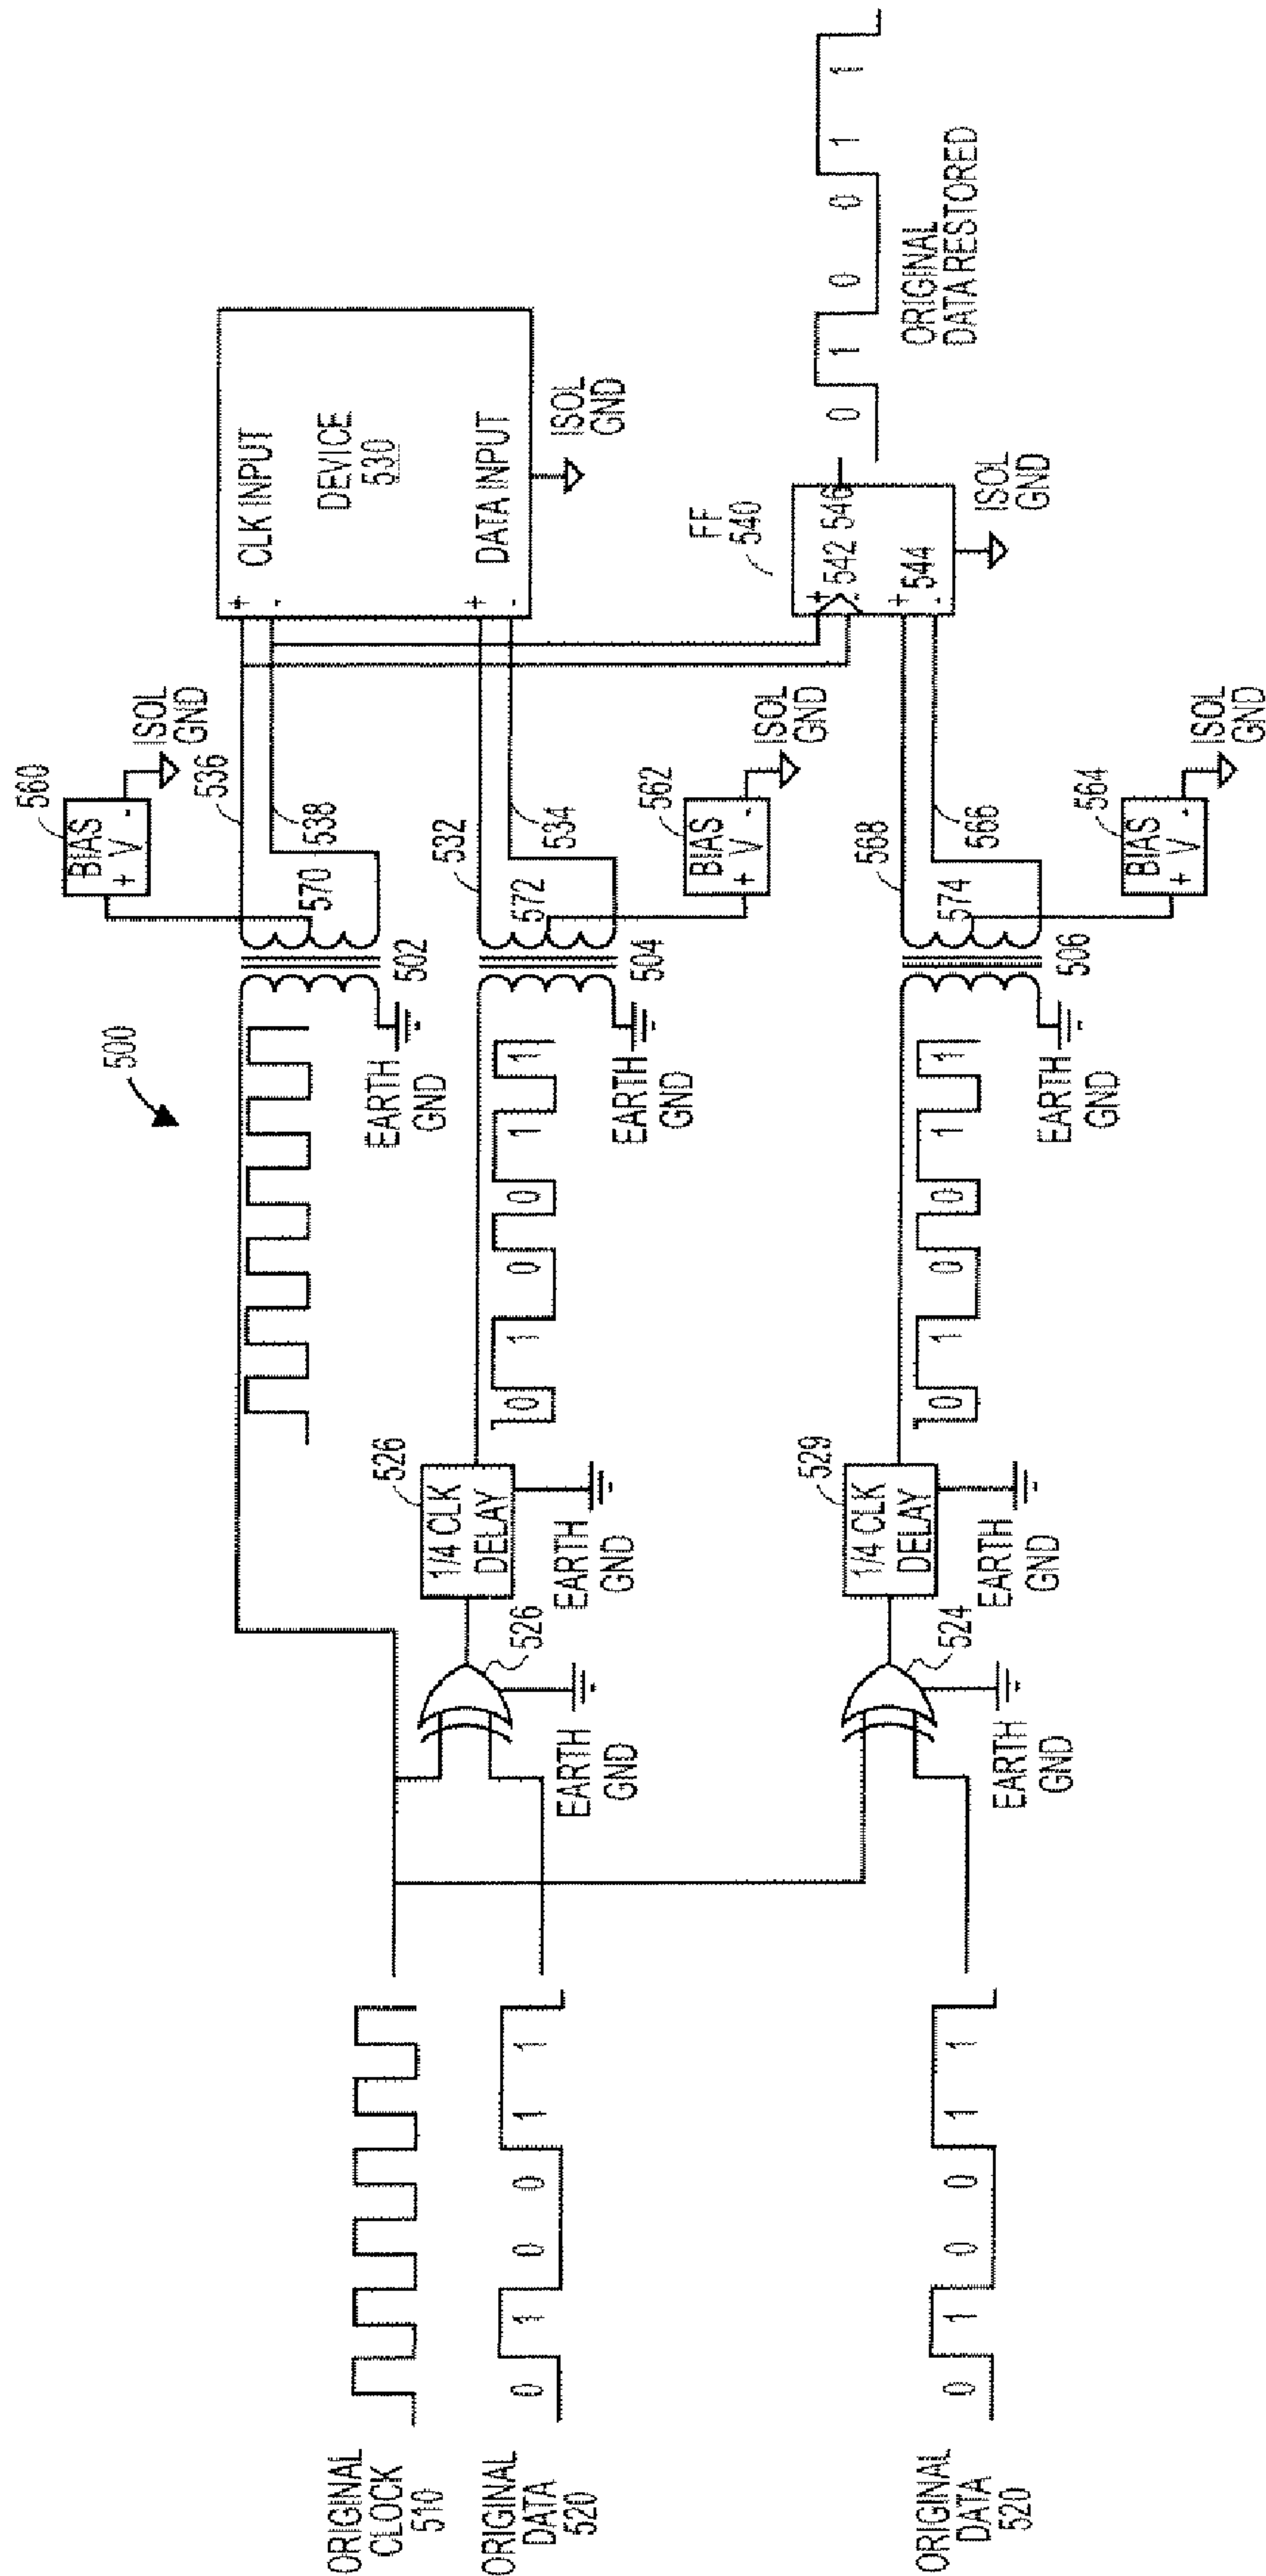 500
ORIGINAL
CLOCK
510
ORIGINAL
DATA
520
0 1 0 0 1 1
ORIGINAL
DATA
520
0 1 0 0 1 1
526
EARTH
GND
524
EARTH
GND
526
1/4 CLK
DELAY
EARTH
GND
529
1/4 CLK
DELAY
EARTH
GND
0 1 0 0 1 1
0 1 0 0 1 1
EARTH
GND
502
EARTH
GND
504
EARTH
GND
506
560
BIAS
+ V -
ISOL
GND
570
536
538
572
532
534
562
BIAS
+ V -
ISOL
GND
574
568
566
564
BIAS
+ V -
ISOL
GND
+ CLK INPUT
-
DEVICE
530
+ DATA INPUT
-
ISOL
GND
FF
540
+
-
542
546
+
-
544
ISOL
GND
0 1 0 0 1 1
ORIGINAL
DATA RESTORED